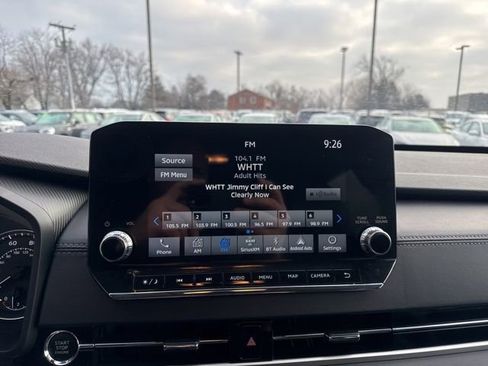 FM
9:26
Source
FM Menu
104.1 FM
WHTT
Adult Hits
WHTT Jimmy Cliff I Can See
Clearly Now
Radio
VOL
TUNE
SCROLL
PUSH
SOUND
1 2 3 4 5 6
105.5 FM 103.9 FM 100.5 FM 96.5 FM 97.9 FM 98.9 FM
Phone AM SiriusXM BT Audio Android Auto Settings
AUDIO MENU MAP CAMERA
START
STOP
ENGINE